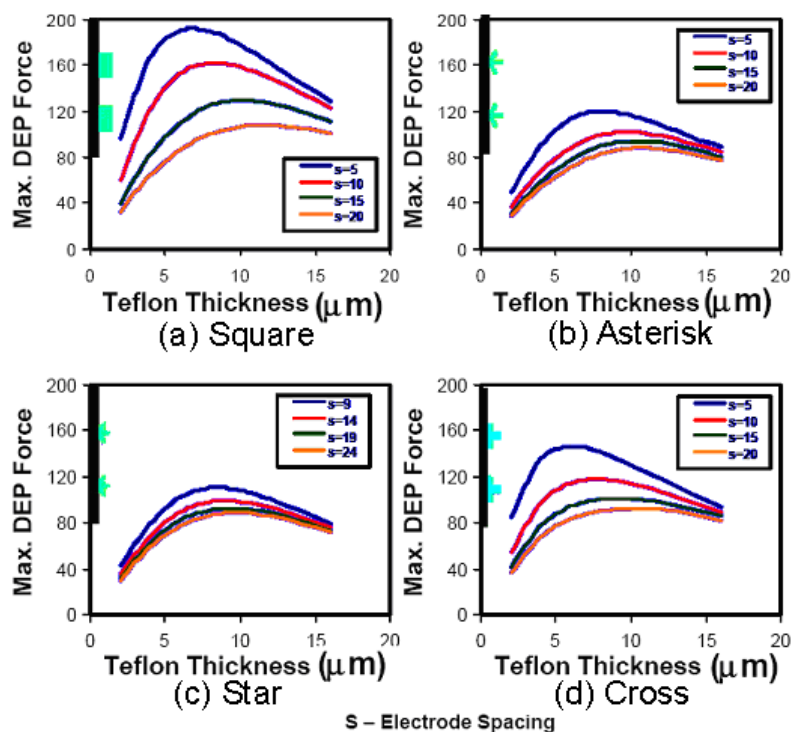 200
160
120
80
40
0
Max. DEP Force
s=5
s=10
s=15
s=20
0 5 10 15 20
Teflon Thickness (μm)
(a) Square
200
160
120
80
40
0
Max. DEP Force
s=5
s=10
s=15
s=20
0 5 10 15 20
Teflon Thickness (μm)
(b) Asterisk
200
160
120
80
40
0
Max. DEP Force
s=9
s=14
s=19
s=24
0 5 10 15 20
Teflon Thickness (μm)
(c) Star
200
160
120
80
40
0
Max. DEP Force
s=5
s=10
s=15
s=20
0 5 10 15 20
Teflon Thickness (μm)
(d) Cross
S – Electrode Spacing